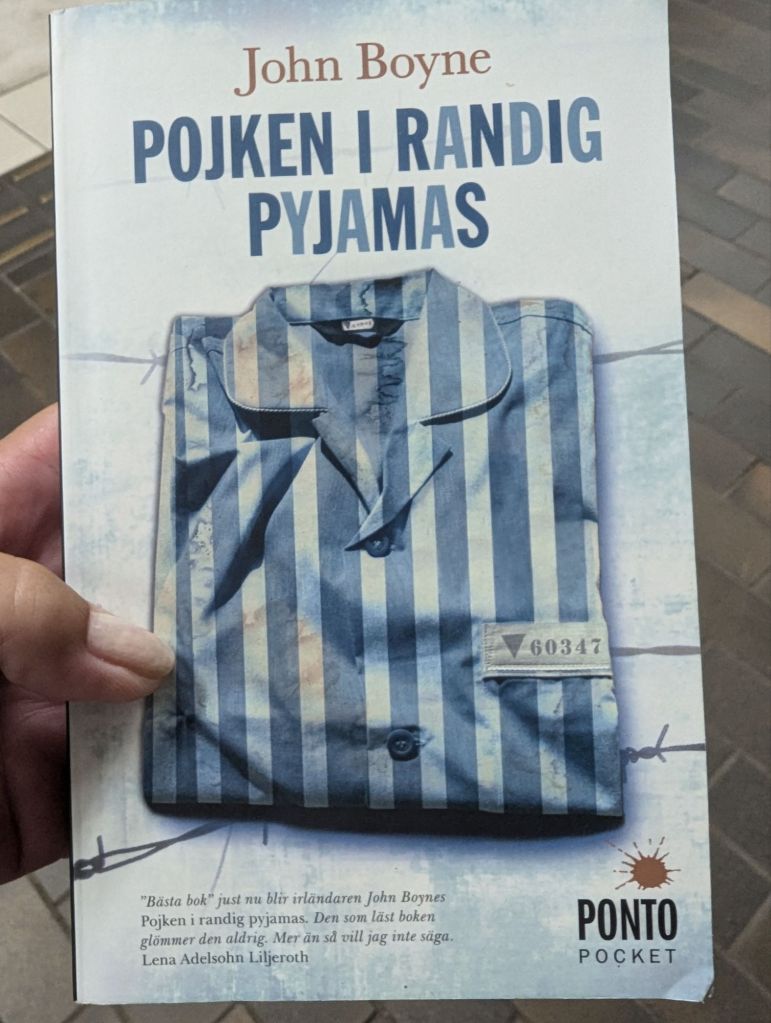 John Boyne
POJKEN I RANDIG
PYJAMAS
60347
"Bästa bok" just nu blir irländaren John Boynes
Pojken i randig pyjamas. Den som läst boken
glömmer den aldrig. Mer än så vill jag inte säga.
Lena Adelsohn Liljeroth
PONTO
POCKET